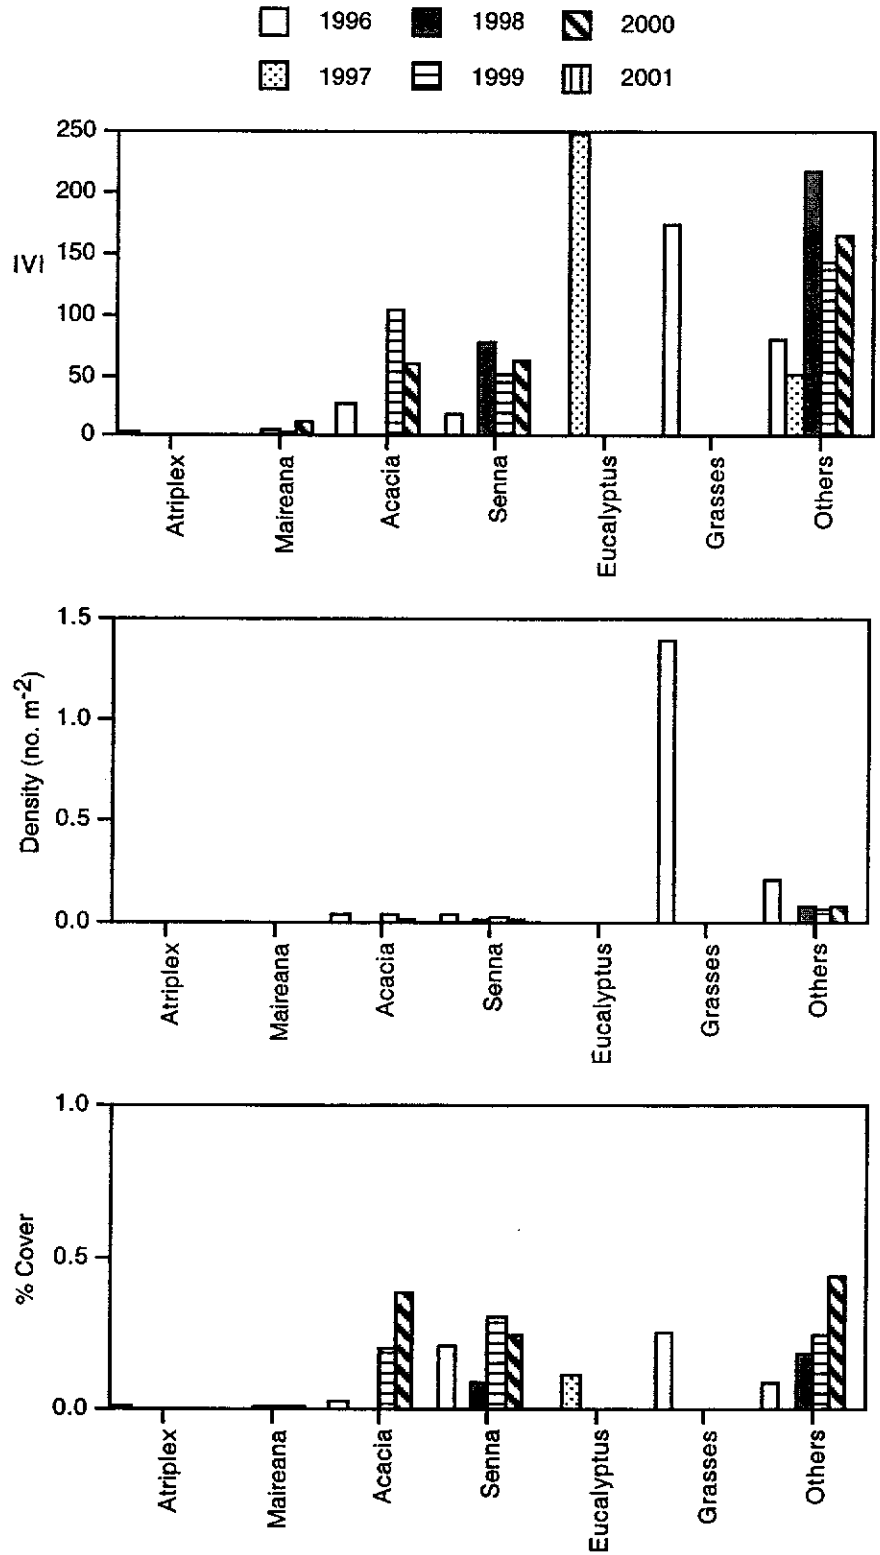 1996 1998 2000
1997 1999 2001
250
200
150
100
50
0
IVI
Atriplex
Maireana
Acacia
Senna
Eucalyptus
Grasses
Others
1.5
1.0
0.5
0.0
Density (no. m-2)
Atriplex
Maireana
Acacia
Senna
Eucalyptus
Grasses
Others
1.0
0.5
0.0
% Cover
Atriplex
Maireana
Acacia
Senna
Eucalyptus
Grasses
Others